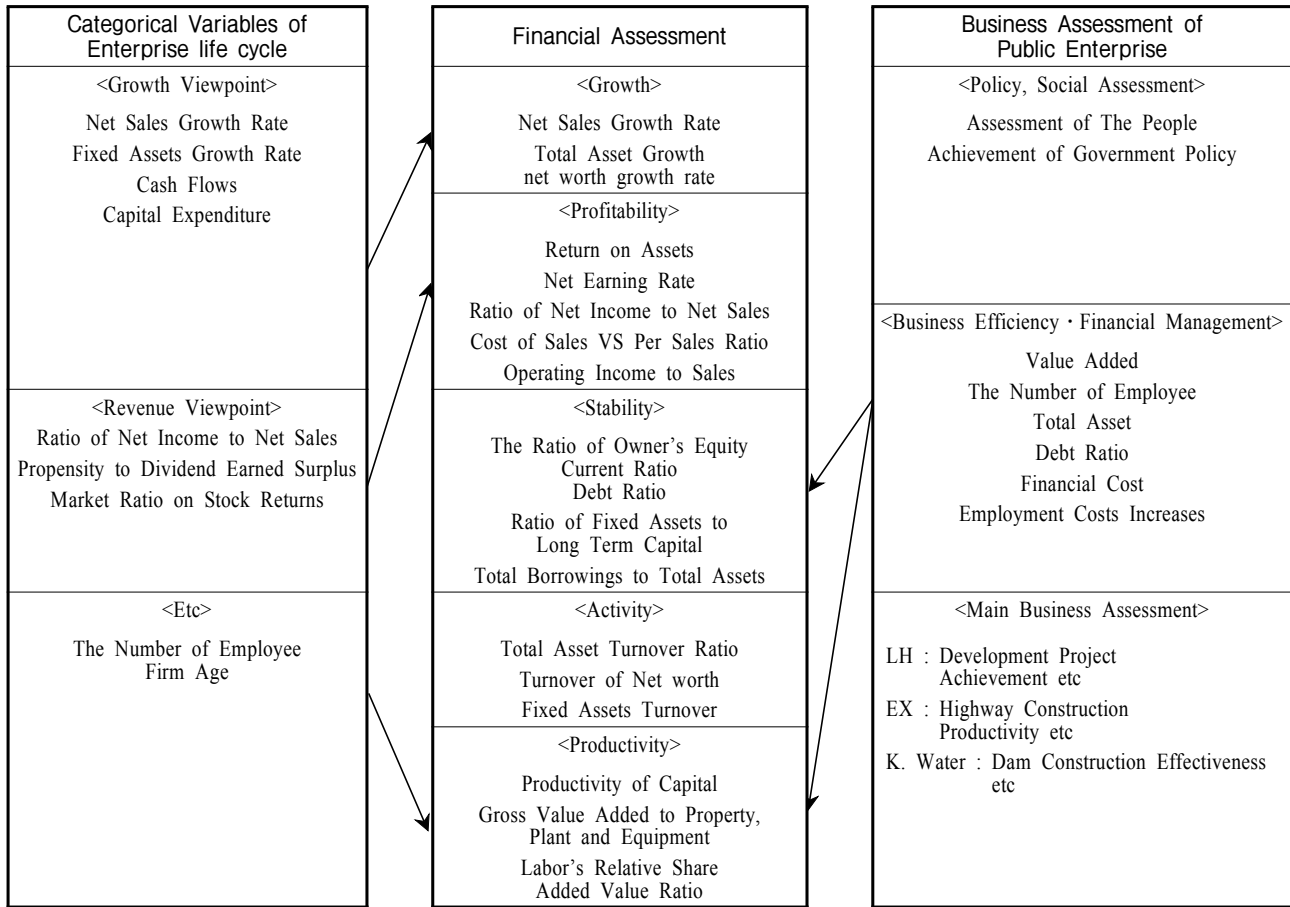 Categorical Variables of
Enterprise life cycle
<Growth Viewpoint>
Net Sales Growth Rate
Fixed Assets Growth Rate
Cash Flows
Capital Expenditure
<Revenue Viewpoint>
Ratio of Net Income to Net Sales
Propensity to Dividend Earned Surplus
Market Ratio on Stock Returns
<Etc>
The Number of Employee
Firm Age
Financial Assessment
<Growth>
Net Sales Growth Rate
Total Asset Growth
net worth growth rate
<Profitability>
Return on Assets
Net Earning Rate
Ratio of Net Income to Net Sales
Cost of Sales VS Per Sales Ratio
Operating Income to Sales
<Stability>
The Ratio of Owner's Equity
Current Ratio
Debt Ratio
Ratio of Fixed Assets to
Long Term Capital
Total Borrowings to Total Assets
<Activity>
Total Asset Turnover Ratio
Turnover of Net worth
Fixed Assets Turnover
<Productivity>
Productivity of Capital
Gross Value Added to Property,
Plant and Equipment
Labor's Relative Share
Added Value Ratio
Business Assessment of
Public Enterprise
<Policy, Social Assessment>
Assessment of The People
Achievement of Government Policy
<Business Efficiency・Financial Management>
Value Added
The Number of Employee
Total Asset
Debt Ratio
Financial Cost
Employment Costs Increases
<Main Business Assessment>
LH : Development Project
Achievement etc
EX : Highway Construction
Productivity etc
K. Water : Dam Construction Effectiveness
etc